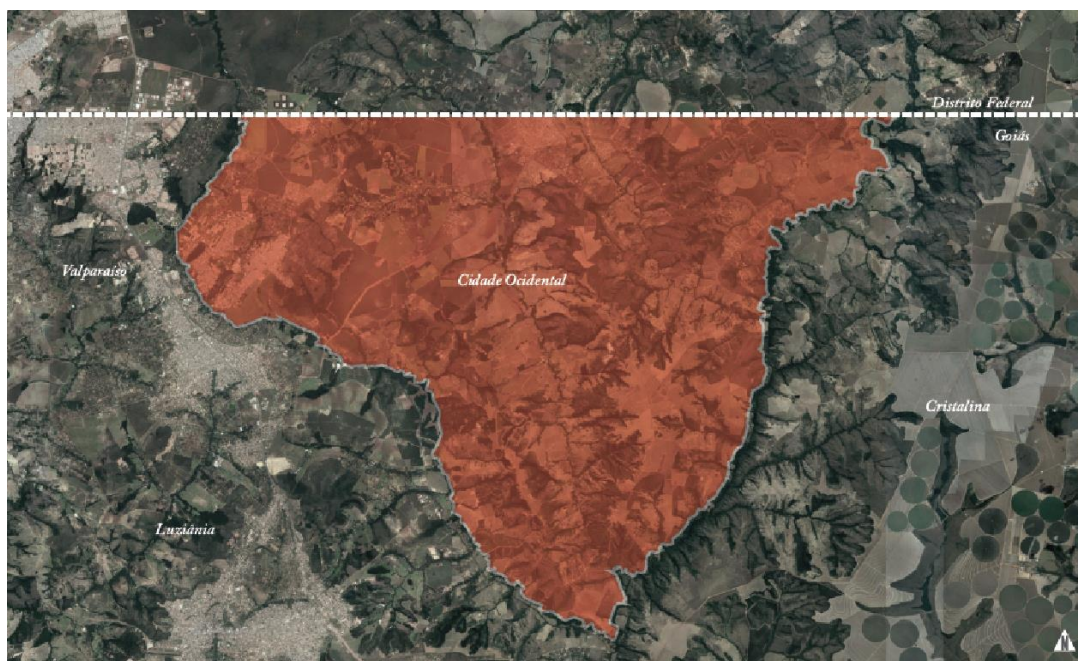 Distrito Federal
Goiás
Valparaíso
Cidade Ocidental
Cristalina
Luziânia
N